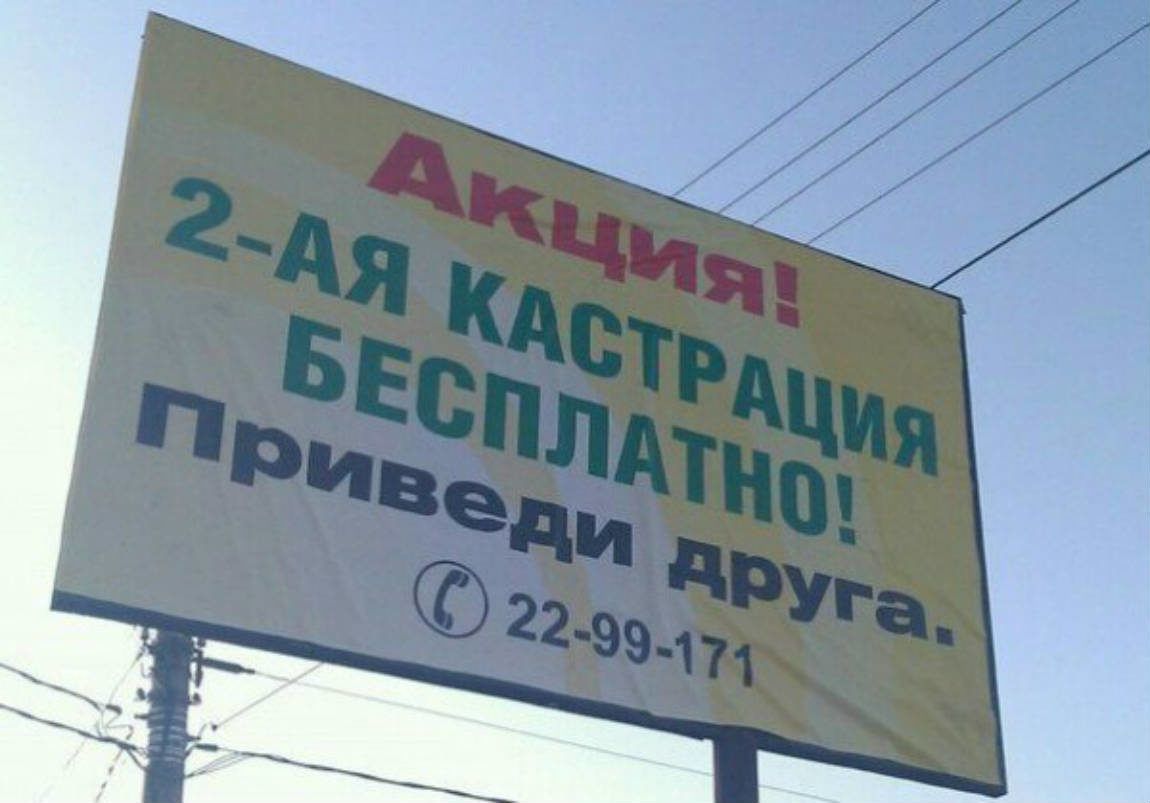 Акция!
2-АЯ КАСТРАЦИЯ
БЕСПЛАТНО!
Приведи друга.
22-99-171